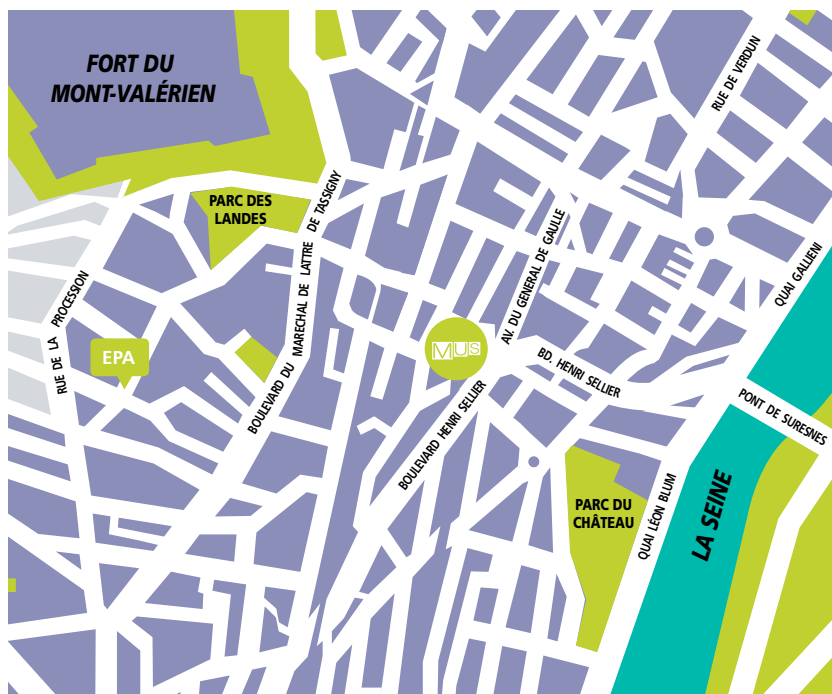 FORT DU
MONT-VALÉRIEN
RUE DE VERDUN
PARC DES
LANDES
BOULEVARD DU MARECHAL DE LATTRE DE TASSIGNY
AV. DU GENERAL DE GAULLE
QUAI GALLIENI
RUE DE LA PROCESSION
EPA
MUS
BD. HENRI SELLIER
BOULEVARD HENRI SELLIER
PONT DE SURESNES
PARC DU
CHÂTEAU
QUAI LÉON BLUM
LA SEINE